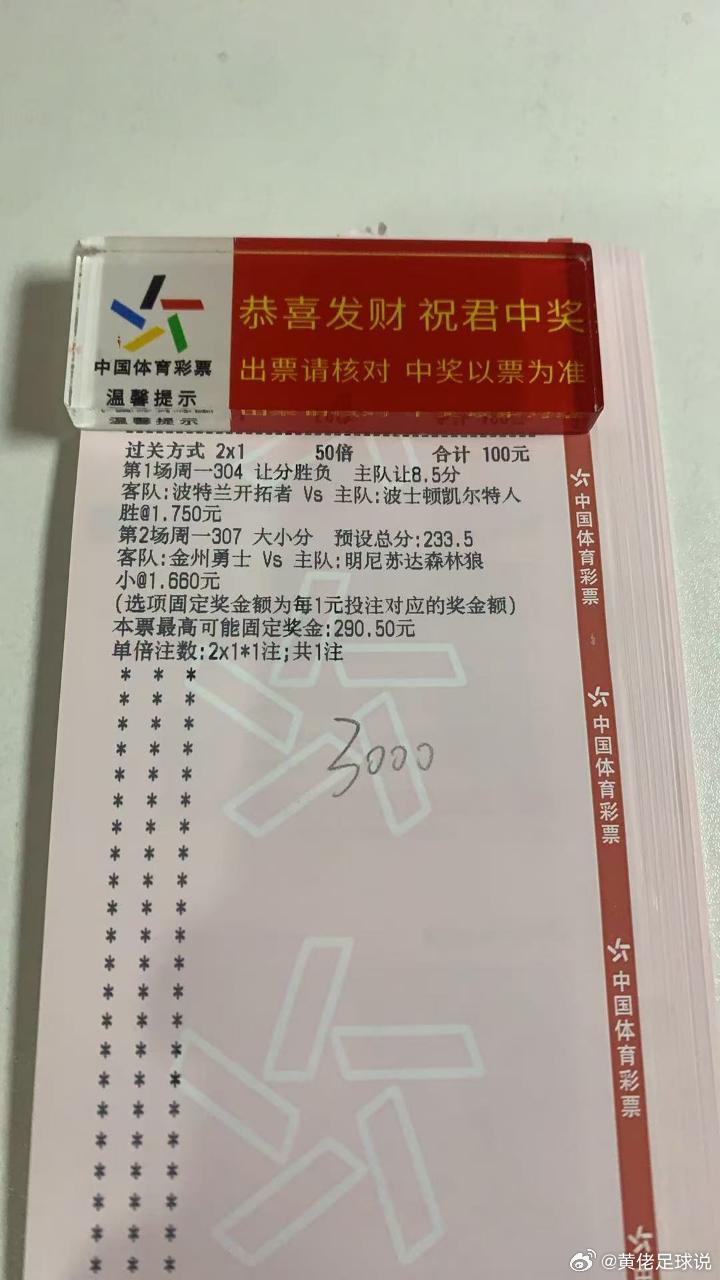 恭喜发财 祝君中奖
中国体育彩票
出票请核对 中奖以票为准
温馨提示
过关方式 2x1 50倍 合计 100元
第1场周一304 让分胜负 主队让8.5分
客队:波特兰开拓者 Vs 主队:波士顿凯尔特人
胜@1.750元
第2场周一307 大小分 预设总分:233.5
客队:金州勇士 Vs 主队:明尼苏达森林狼
小@1.660元
(选项固定奖金额为每1元投注对应的奖金额)
本票最高可能固定奖金:290.50元
单倍注数:2x1*1注;共1注
3000
中国体育彩票
中国体育彩票
中国体育彩票
@黄佬足球说